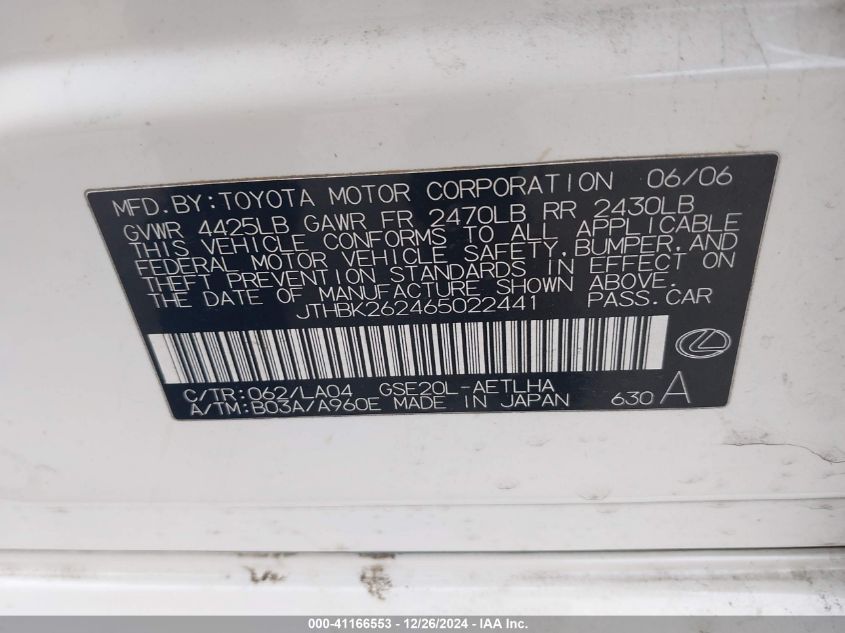 MFD. BY: TOYOTA MOTOR CORPORATION 06/06
GVWR 4425LB GAWR FR 2470LB RR 2430LB
THIS VEHICLE CONFORMS TO ALL APPLICABLE
FEDERAL MOTOR VEHICLE SAFETY, BUMPER, AND
THEFT PREVENTION STANDARDS IN EFFECT ON
THE DATE OF MANUFACTURE SHOWN ABOVE.
JTHBK262465022441 PASS. CAR
C/TR: 062/LA04 GSE20L-AETLHA
A/TM: B03A/A960E MADE IN JAPAN 630 A
000-41166553 - 12/26/2024 - IAA Inc.